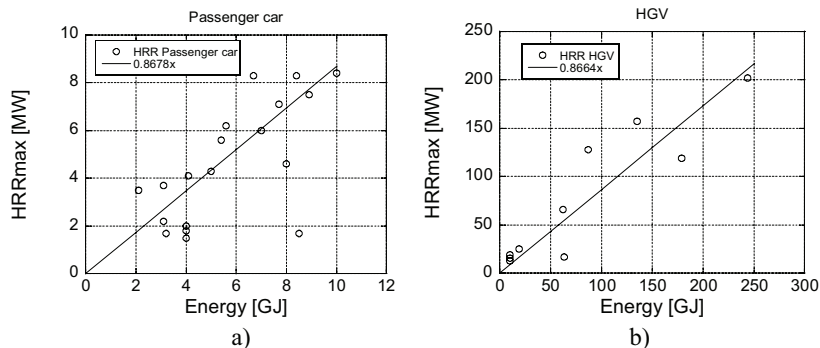 Passenger car
HRRmax [MW]
10
8
6
4
2
0
HRR Passenger car
0.8678x
0 2 4 6 8 10 12
Energy [GJ]
a)
HGV
HRRmax [MW]
250
200
150
100
50
0
HRR HGV
0.8664x
0 50 100 150 200 250 300
Energy [GJ]
b)